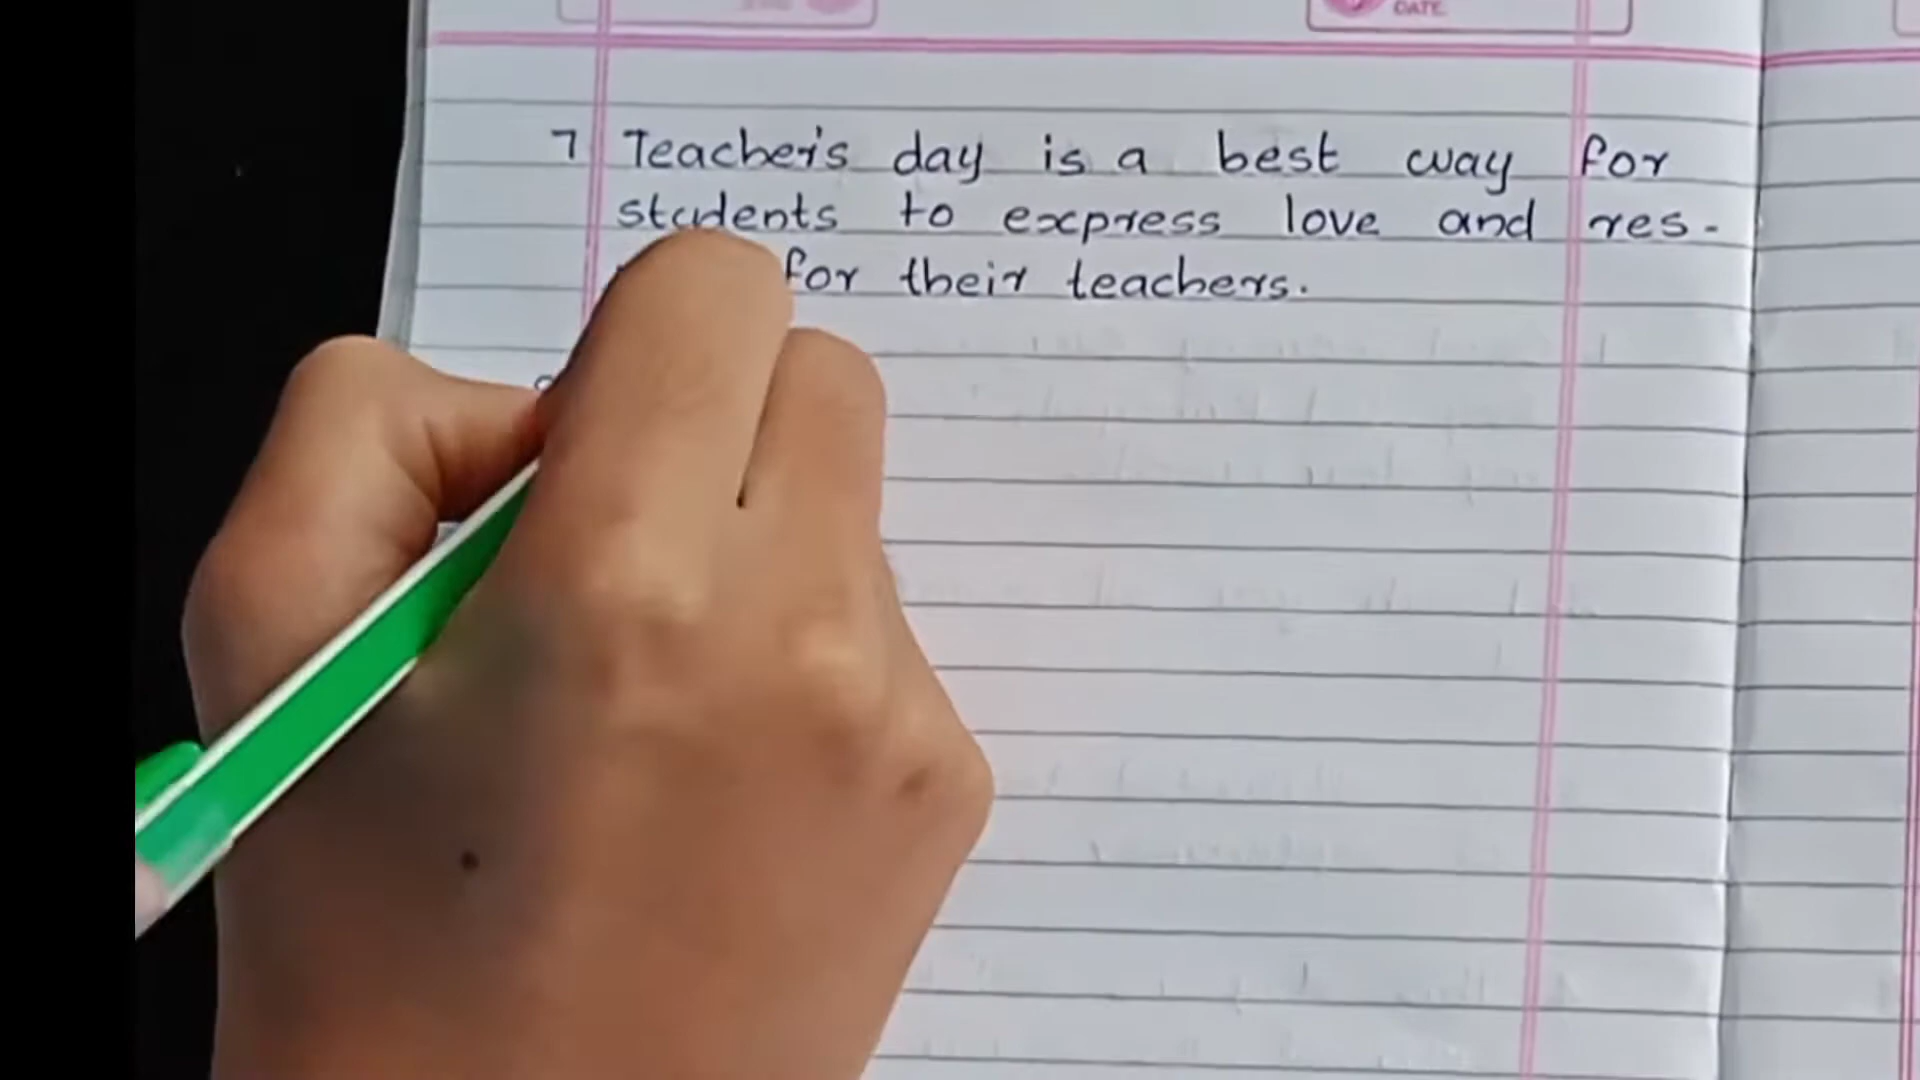 DATE
7 Teacher's day is a best way for
students to express love and res-
for their teachers.